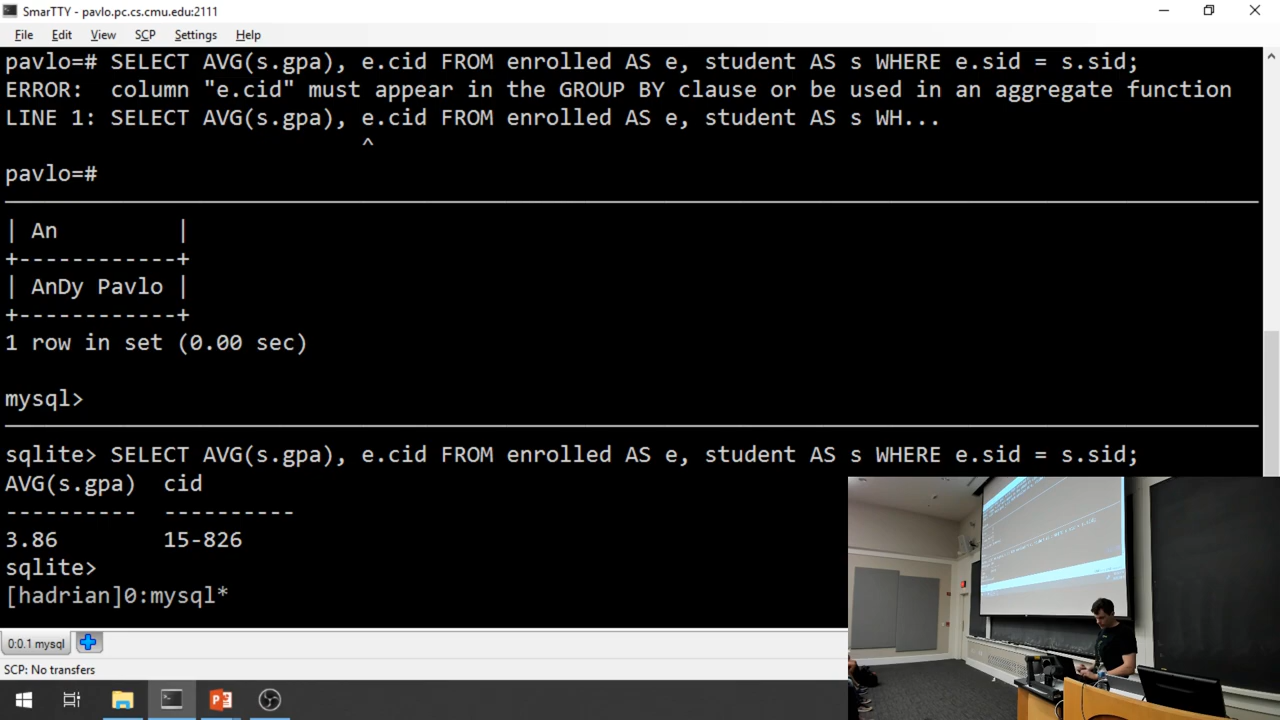 SmarTTY - pavlo.pc.cs.cmu.edu:2111
File Edit View SCP Settings Help
pavlo=# SELECT AVG(s.gpa), e.cid FROM enrolled AS e, student AS s WHERE e.sid = s.sid;
ERROR:  column "e.cid" must appear in the GROUP BY clause or be used in an aggregate function
LINE 1: SELECT AVG(s.gpa), e.cid FROM enrolled AS e, student AS s WH...
^
pavlo=#
| An         |
+------------+
| AnDy Pavlo |
+------------+
1 row in set (0.00 sec)
mysql>
sqlite> SELECT AVG(s.gpa), e.cid FROM enrolled AS e, student AS s WHERE e.sid = s.sid;
AVG(s.gpa)  cid
----------  ----------
3.86        15-826
sqlite>
[hadrian]0:mysql*
0:0.1 mysql
SCP: No transfers